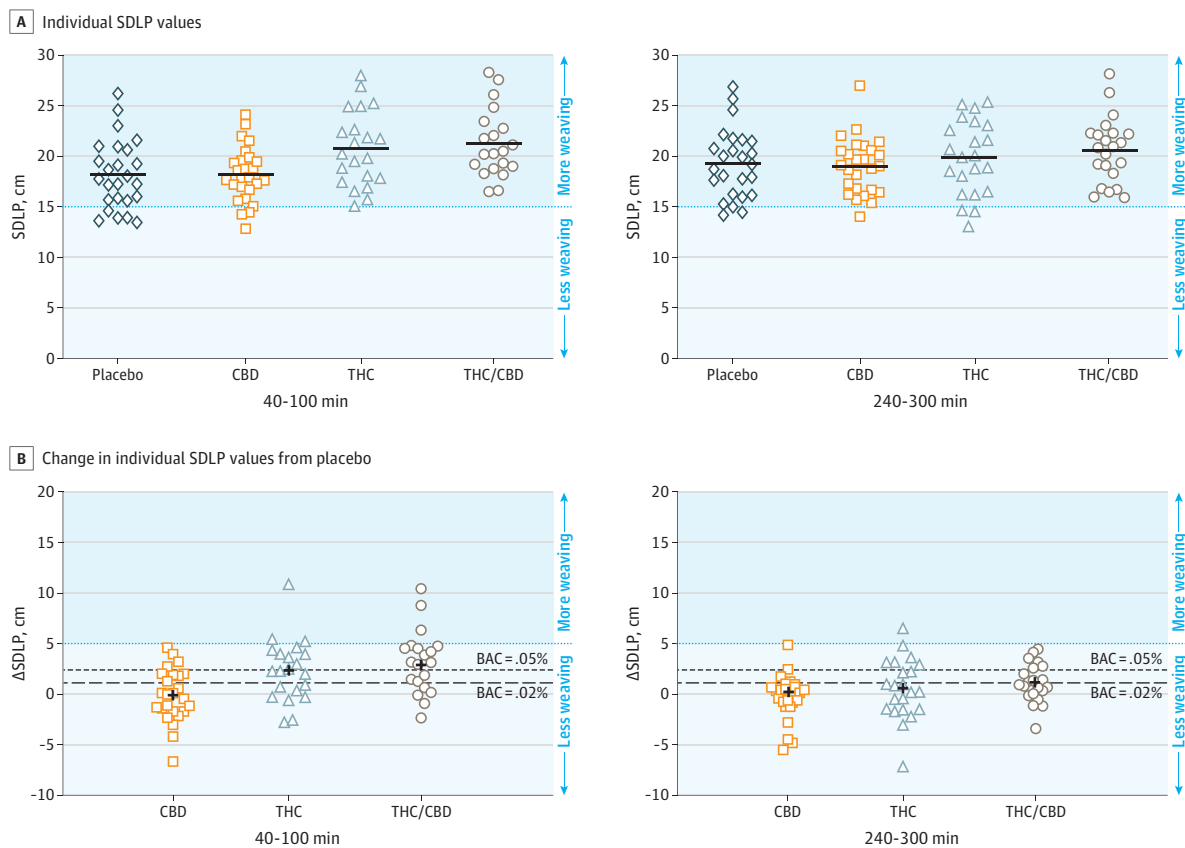 A Individual SDLP values
30
25
20
15
10
5
0
SDLP, cm
More weaving
Less weaving
Placebo CBD THC THC/CBD
40-100 min
30
25
20
15
10
5
0
SDLP, cm
More weaving
Less weaving
Placebo CBD THC THC/CBD
240-300 min
B Change in individual SDLP values from placebo
20
15
10
5
0
-5
-10
ΔSDLP, cm
More weaving
Less weaving
BAC = .05%
BAC = .02%
CBD THC THC/CBD
40-100 min
20
15
10
5
0
-5
-10
ΔSDLP, cm
More weaving
Less weaving
BAC = .05%
BAC = .02%
CBD THC THC/CBD
240-300 min